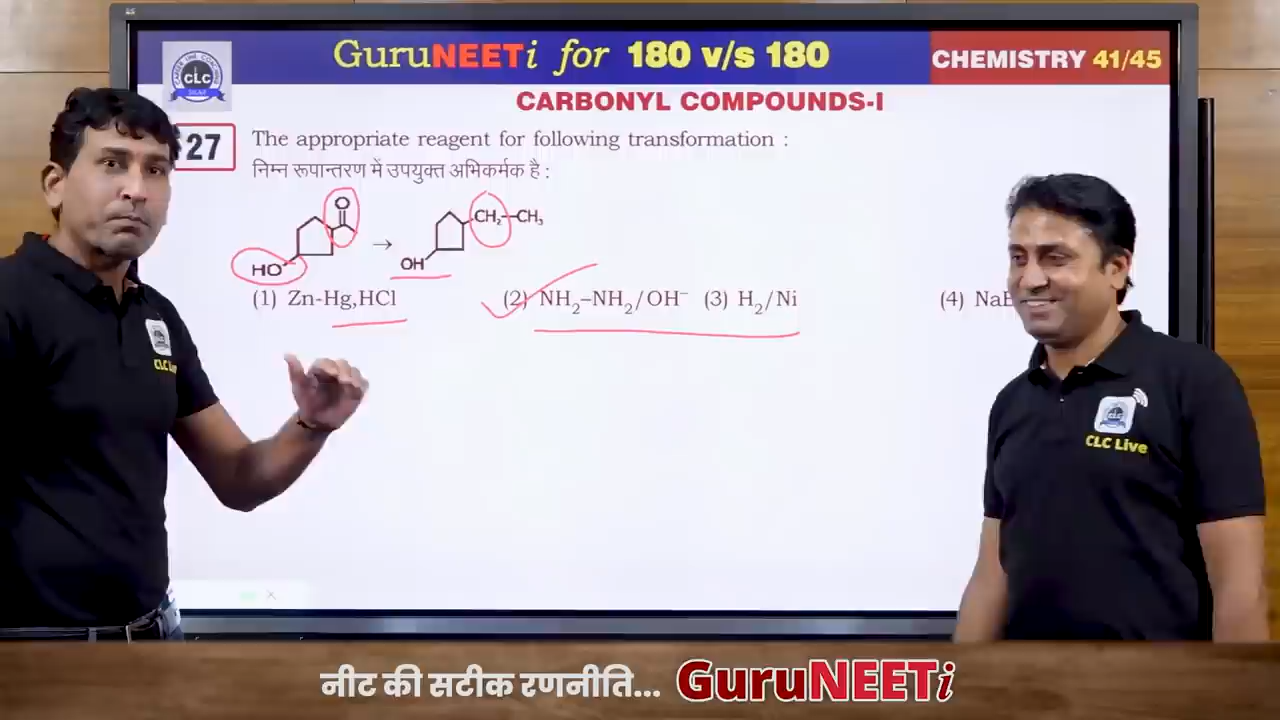 GuruNEETi for 180 v/s 180
CHEMISTRY 41/45
CLC
CARBONYL COMPOUNDS-I
27
The appropriate reagent for following transformation :
निम्न रूपान्तरण में उपयुक्त अभिकर्मक है :
O
HO
→
CH₂–CH₃
OH
(1) Zn-Hg,HCl (2) NH₂–NH₂/OH⁻ (3) H₂/Ni (4)
CLC Live
नीट की सटीक रणनीति... GuruNEETi